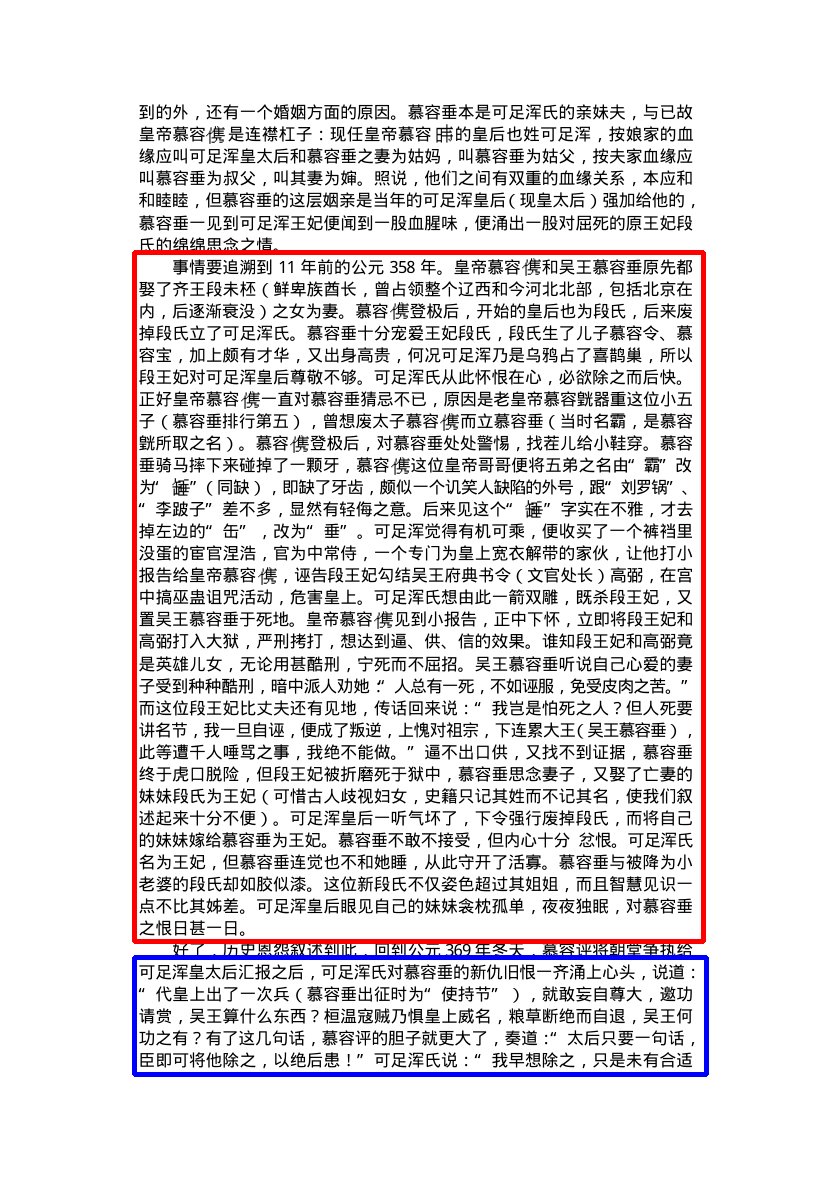 到的外，还有一个婚姻方面的原因。慕容垂本是可足浑氏的亲妹夫，与已故
皇帝慕容㑺是连襟杠子：现任皇帝慕容 的皇后也姓可足浑，按娘家的血
缘应叫可足浑皇太后和慕容垂之妻为姑妈，叫慕容垂为姑父，按夫家血缘应
叫慕容垂为叔父，叫其妻为婶。照说，他们之间有双重的血缘关系，本应和
和睦睦，但慕容垂的这层姻亲是当年的可足浑皇后（现皇太后）强加给他的，
慕容垂一见到可足浑王妃便闻到一股血腥味，便涌出一股对屈死的原王妃段
氏的绵绵思念之情。
事情要追溯到 11 年前的公元 358 年。皇帝慕容㑺和吴王慕容垂原先都
娶了齐王段末柸（鲜卑族酋长，曾占领整个辽西和今河北北部，包括北京在
内，后逐渐衰没）之女为妻。慕容㑺登极后，开始的皇后也为段氏，后来废
掉段氏立了可足浑氏。慕容垂十分宠爱王妃段氏，段氏生了儿子慕容令、慕
容宝，加上颇有才华，又出身高贵，何况可足浑乃是乌鸦占了喜鹊巢，所以
段王妃对可足浑皇后尊敬不够。可足浑氏从此怀恨在心，必欲除之而后快。
正好皇帝慕容㑺一直对慕容垂猜忌不已，原因是老皇帝慕容皝器重这位小五
子（慕容垂排行第五），曾想废太子慕容㑺而立慕容垂（当时名霸，是慕容
皝所取之名）。慕容㑺登极后，对慕容垂处处警惕，找茬儿给小鞋穿。慕容
垂骑马摔下来碰掉了一颗牙，慕容㑺这位皇帝哥哥便将五弟之名由“霸”改
为“𡙇”（同缺），即缺了牙齿，颇似一个讥笑人缺陷的外号，跟“刘罗锅”、
“李跛子”差不多，显然有轻侮之意。后来见这个“𡙇”字实在不雅，才去
掉左边的“缶”，改为“垂”。可足浑觉得有机可乘，便收买了一个裤裆里
没蛋的宦官涅浩，官为中常侍，一个专门为皇上宽衣解带的家伙，让他打小
报告给皇帝慕容㑺，诬告段王妃勾结吴王府典书令（文官处长）高弼，在宫
中搞巫蛊诅咒活动，危害皇上。可足浑氏想由此一箭双雕，既杀段王妃，又
置吴王慕容垂于死地。皇帝慕容㑺见到小报告，正中下怀，立即将段王妃和
高弼打入大狱，严刑拷打，想达到逼、供、信的效果。谁知段王妃和高弼竟
是英雄儿女，无论用甚酷刑，宁死而不屈招。吴王慕容垂听说自己心爱的妻
子受到种种酷刑，暗中派人劝她：“人总有一死，不如诬服，免受皮肉之苦。”
而这位段王妃比丈夫还有见地，传话回来说：“我岂是怕死之人？但人死要
讲名节，我一旦自诬，便成了叛逆，上愧对祖宗，下连累大王（吴王慕容垂），
此等遭千人唾骂之事，我绝不能做。”逼不出口供，又找不到证据，慕容垂
终于虎口脱险，但段王妃被折磨死于狱中，慕容垂思念妻子，又娶了亡妻的
妹妹段氏为王妃（可惜古人歧视妇女，史籍只记其姓而不记其名，使我们叙
述起来十分不便）。可足浑皇后一听气坏了，下令强行废掉段氏，而将自己
的妹妹嫁给慕容垂为王妃。慕容垂不敢不接受，但内心十分 忿恨。可足浑氏
名为王妃，但慕容垂连觉也不和她睡，从此守开了活寡。慕容垂与被降为小
老婆的段氏却如胶似漆。这位新段氏不仅姿色超过其姐姐，而且智慧见识一
点不比其姊差。可足浑皇后眼见自己的妹妹衾枕孤单，夜夜独眠，对慕容垂
之恨日甚一日。
好了，历史恩怨叙述到此，回到公元 369 年冬天，慕容评将朝堂争执给
可足浑皇太后汇报之后，可足浑氏对慕容垂的新仇旧恨一齐涌上心头，说道：
“代皇上出了一次兵（慕容垂出征时为“使持节”），就敢妄自尊大，邀功
请赏，吴王算什么东西？桓温寇贼乃惧皇上威名，粮草断绝而自退，吴王何
功之有？有了这几句话，慕容评的胆子就更大了，奏道：“太后只要一句话，
臣即可将他除之，以绝后患！”可足浑氏说：“我早想除之，只是未有合适